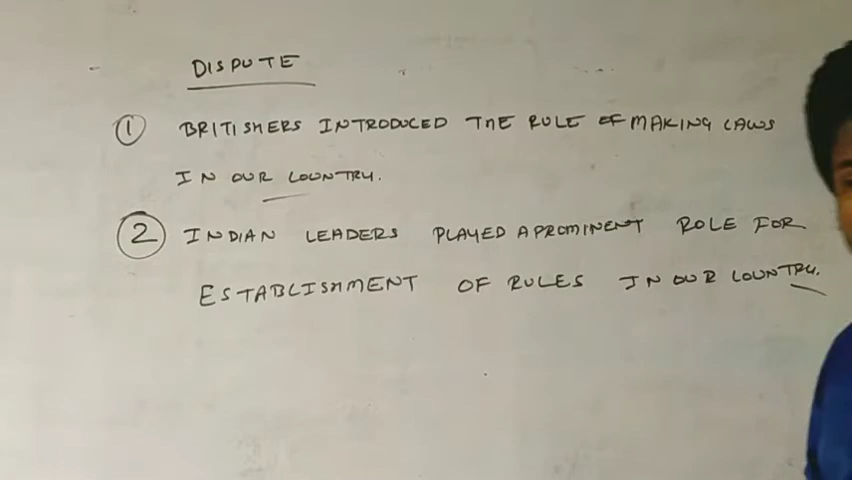 DISPUTE
1 BRITISHERS INTRODUCED THE RULE OF MAKING LAWS
IN OUR COUNTRY.
2 INDIAN LEADERS PLAYED A PROMINENT ROLE FOR
ESTABLISHMENT OF RULES IN OUR COUNTRY.